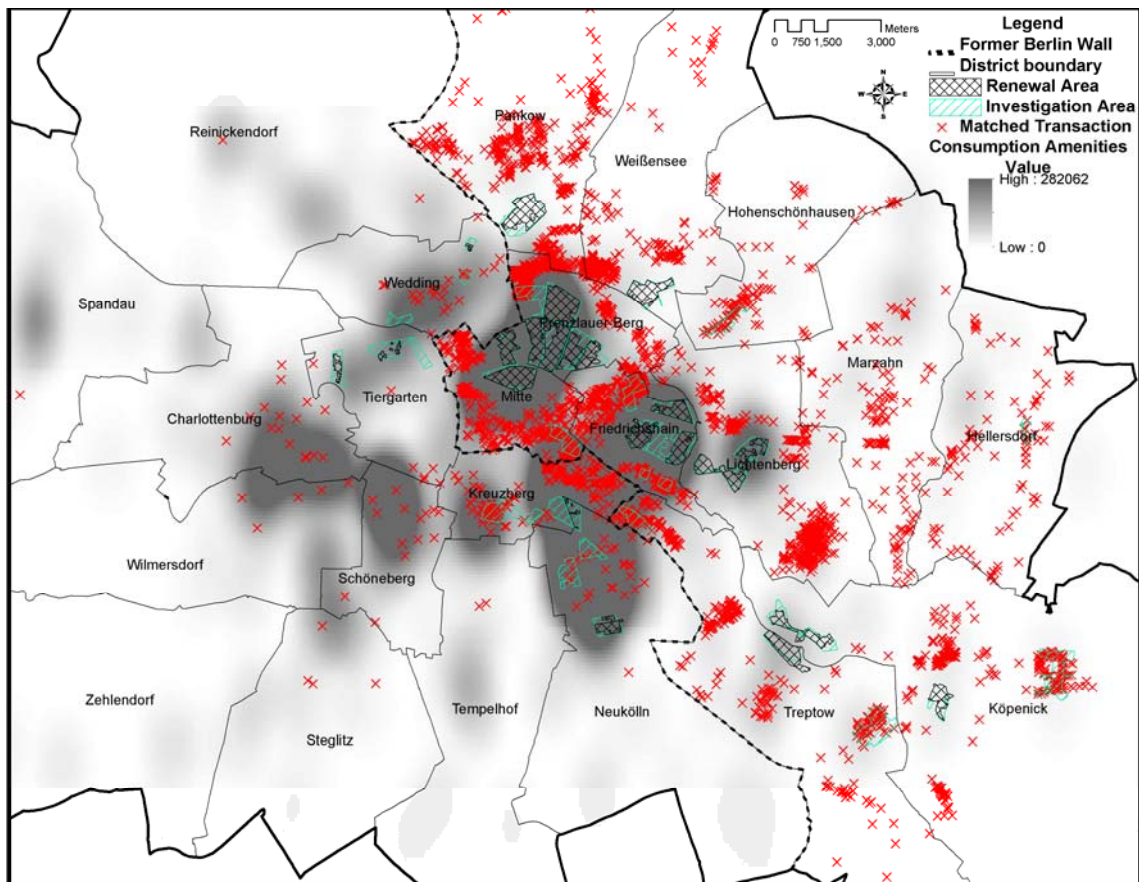 Legend
Meters
0 750 1,500 3,000
Former Berlin Wall
District boundary
Renewal Area
Investigation Area
Matched Transaction
Consumption Amenities
Value
High : 282062
Low : 0
N
W E
S
Pankow
Reinickendorf
Weißensee
Hohenschönhausen
Wedding
Spandau
Prenzlauer Berg
Marzahn
Tiergarten
Mitte
Charlottenburg
Friedrichshain
Hellersdorf
Lichtenberg
Kreuzberg
Wilmersdorf
Schöneberg
Zehlendorf
Tempelhof
Neukölln
Treptow
Köpenick
Steglitz